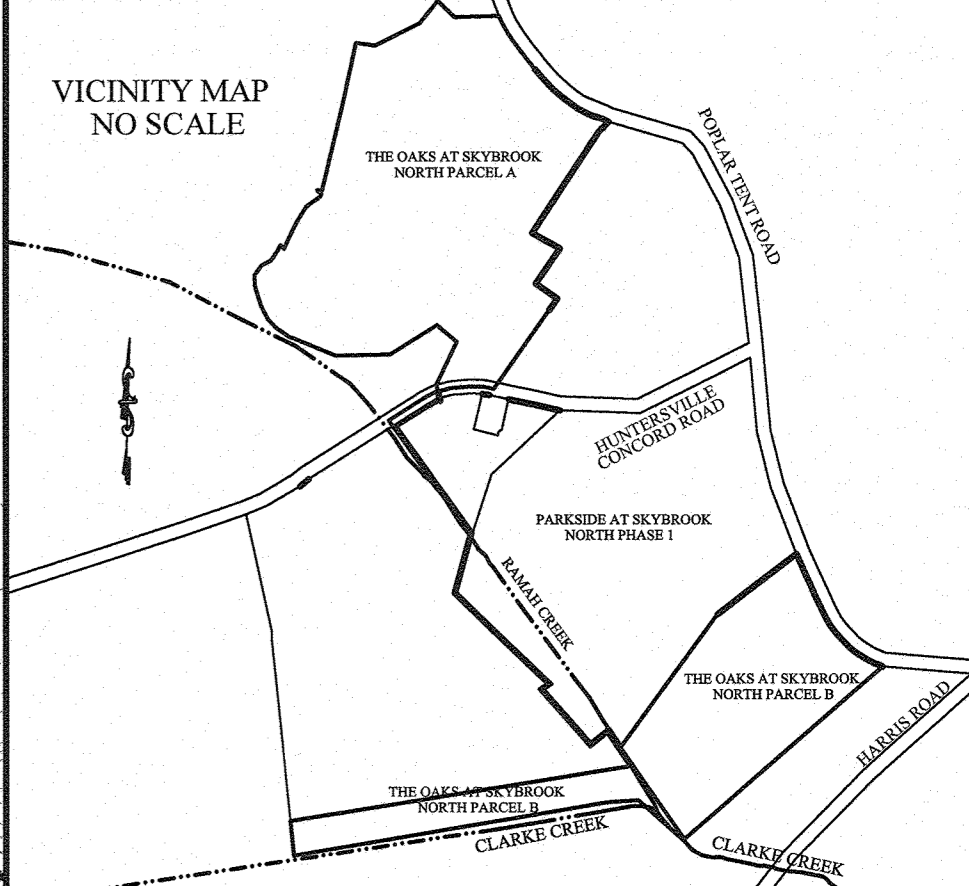 VICINITY MAP
NO SCALE
THE OAKS AT SKYBROOK
NORTH PARCEL A
POPLAR TENT ROAD
HUNTERSVILLE
CONCORD ROAD
PARKSIDE AT SKYBROOK
NORTH PHASE 1
RAMAH CREEK
THE OAKS AT SKYBROOK
NORTH PARCEL B
HARRIS ROAD
THE OAKS AT SKYBROOK
NORTH PARCEL B
CLARKE CREEK
CLARKE CREEK